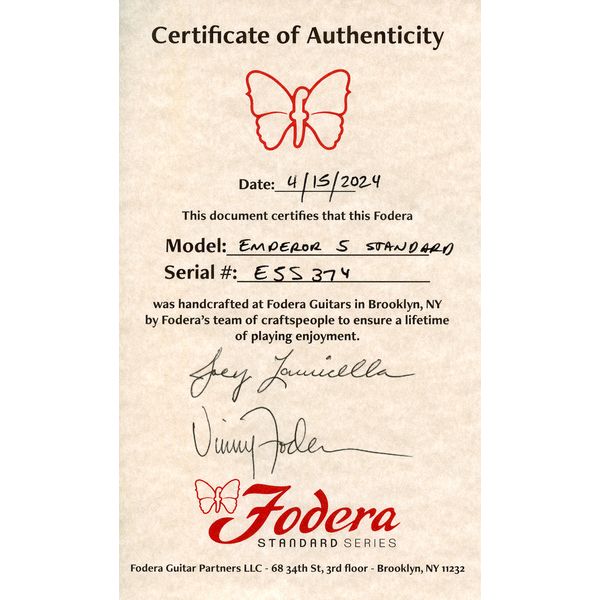 Certificate of Authenticity
Date: 4/15/2024
This document certifies that this Fodera
Model: EMPEROR 5 STANDARD
Serial #: E5S 374
was handcrafted at Fodera Guitars in Brooklyn, NY
by Fodera's team of craftspeople to ensure a lifetime
of playing enjoyment.
Joey Lauricella
Vinny Fodera
Fodera
STANDARD SERIES
Fodera Guitar Partners LLC - 68 34th St, 3rd floor - Brooklyn, NY 11232